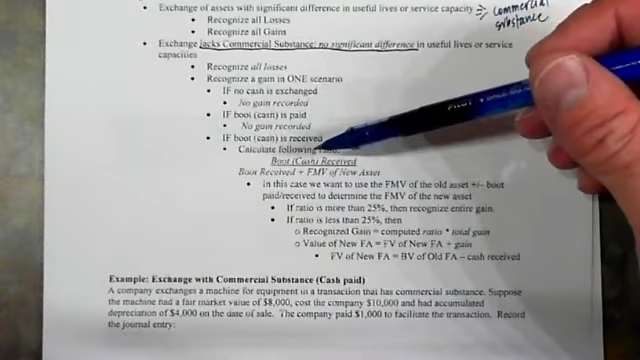 Exchange of assets with significant difference in useful lives or service capacity commercial substance
Recognize all Losses
Recognize all Gains
Exchange lacks Commercial Substance: no significant difference in useful lives or service
capacities
Recognize all losses
Recognize a gain in ONE scenario
IF no cash is exchanged
No gain recorded
IF boot (cash) is paid
No gain recorded
IF boot (cash) is received
Calculate following
Boot (Cash) Received
Boot Received + FMV of New Asset
In this case we want to use the FMV of the old asset +/- boot
paid/received to determine the FMV of the new asset
If ratio is more than 25%, then recognize entire gain.
If ratio is less than 25%, then
o Recognized Gain = computed ratio * total gain
o Value of New FA = FV of New FA + gain
FV of New FA = BV of Old FA – cash received
Example: Exchange with Commercial Substance (Cash paid)
A company exchanges a machine for equipment in a transaction that has commercial substance. Suppose
the machine had a fair market value of $8,000, cost the company $10,000 and had accumulated
depreciation of $4,000 on the date of sale. The company paid $1,000 to facilitate the transaction. Record
the journal entry:
PILOT